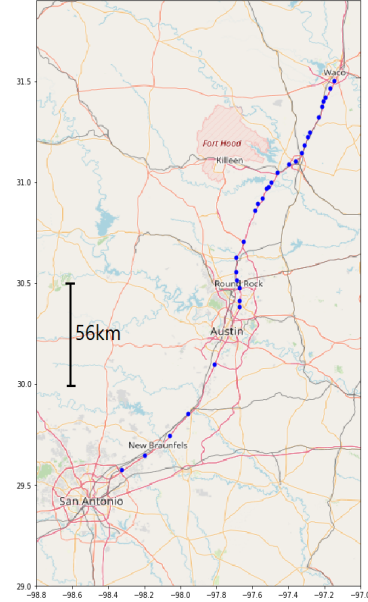 31.5
Waco
Fort Hood
Killeen
31.0
30.5
Round Rock
56km
Austin
30.0
New Braunfels
29.5
San Antonio
29.0
−98.8 −98.6 −98.4 −98.2 −98.0 −97.8 −97.6 −97.4 −97.2 −97.0